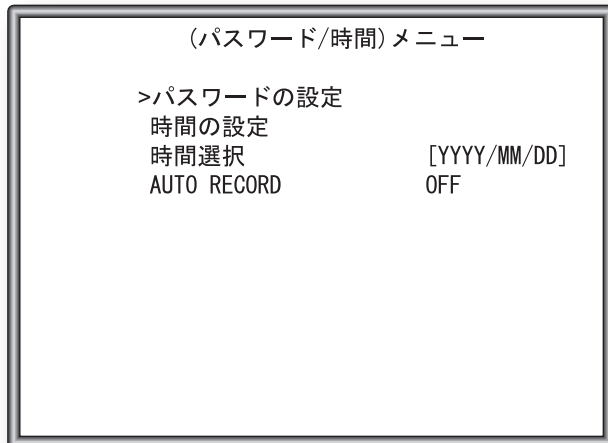 (パスワード/時間)メニュー
>パスワードの設定
時間の設定
時間選択 [YYYY/MM/DD]
AUTO RECORD OFF